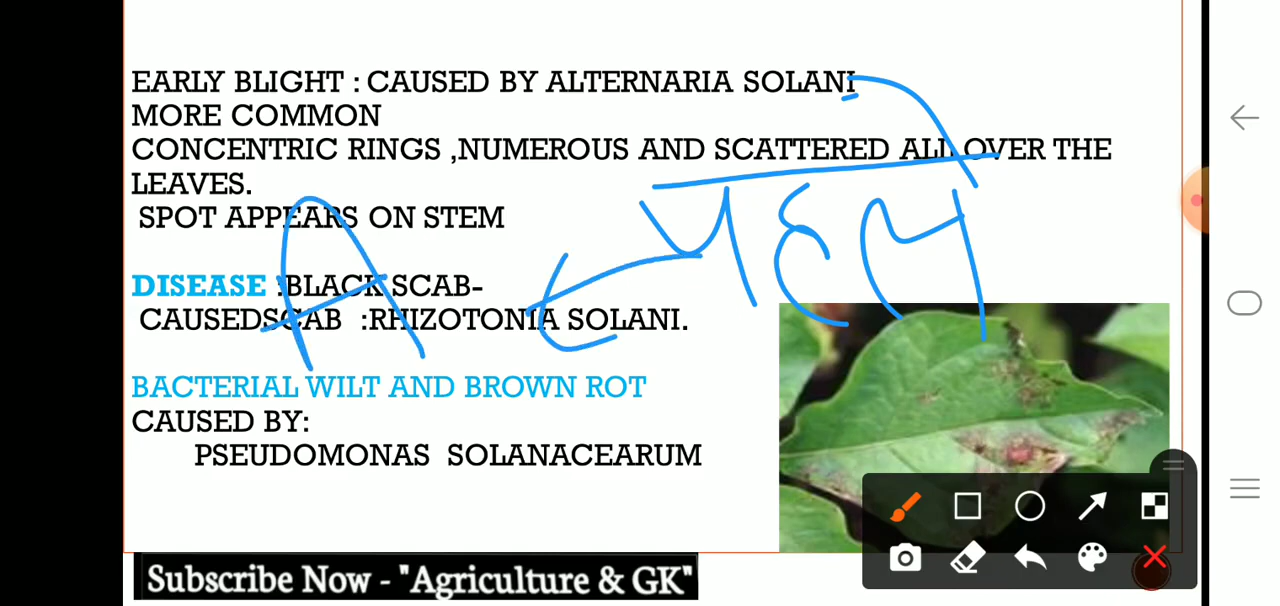 EARLY BLIGHT : CAUSED BY ALTERNARIA SOLANI
MORE COMMON
CONCENTRIC RINGS ,NUMEROUS AND SCATTERED ALL OVER THE
LEAVES.
SPOT APPEARS ON STEM
DISEASE :BLACK SCAB-
CAUSEDSCAB :RHIZOTONIA SOLANI.
BACTERIAL WILT AND BROWN ROT
CAUSED BY:
PSEUDOMONAS SOLANACEARUM
Subscribe Now - "Agriculture & GK"